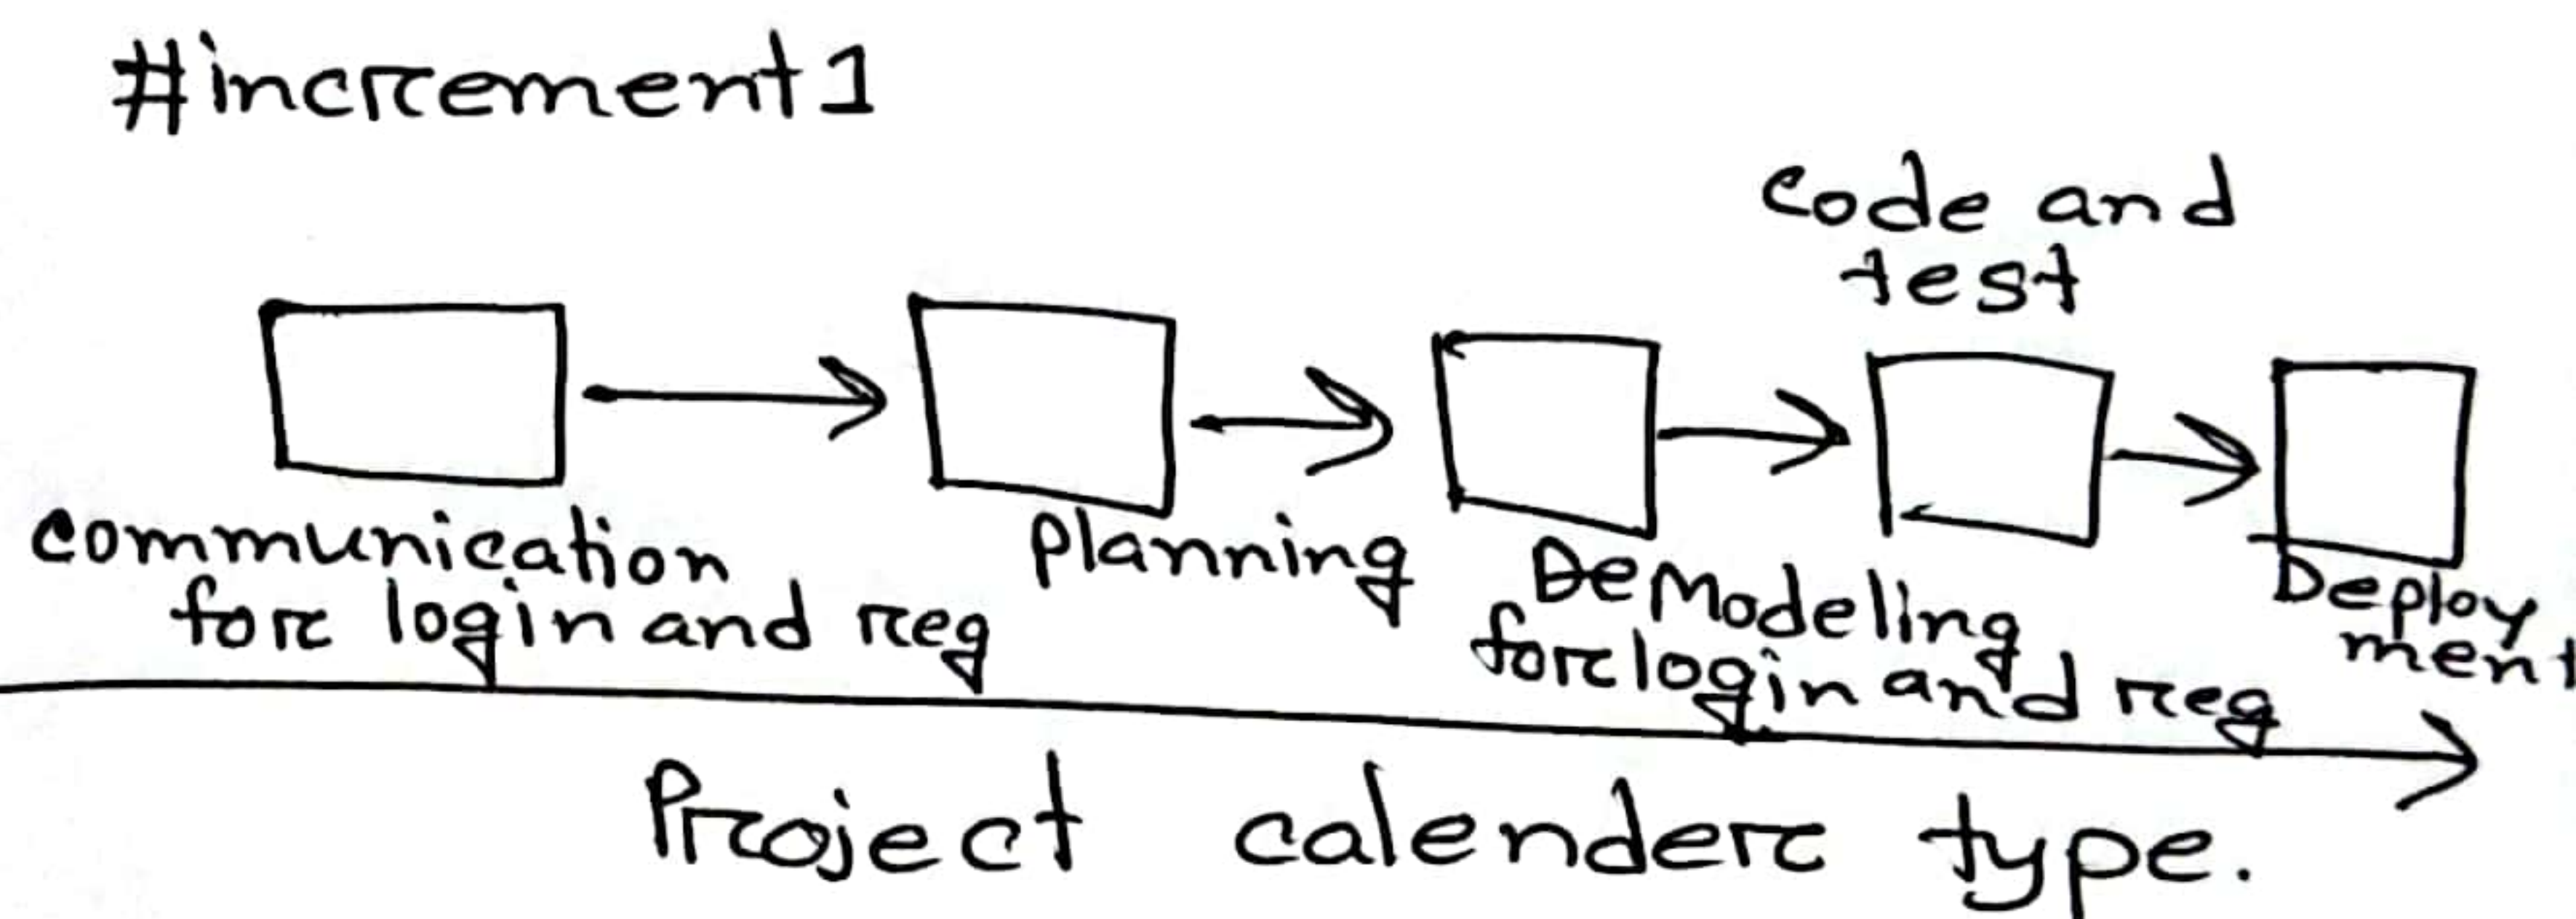 #increment1
code and
test
communication
for login and reg
Planning
DeModeling
for login and reg
Deploy
ment
Project calender type.